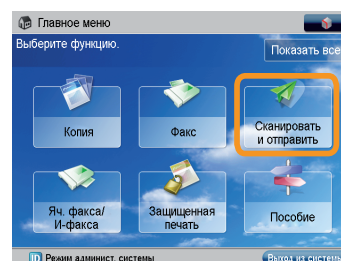 Главное меню
Выберите функцию.
Показать все
Копия
Факс
Сканировать
и отправить
Яч. факса/
И-факса
Защищенная
печать
Пособие
ID Режим админист. системы
Выход из системы